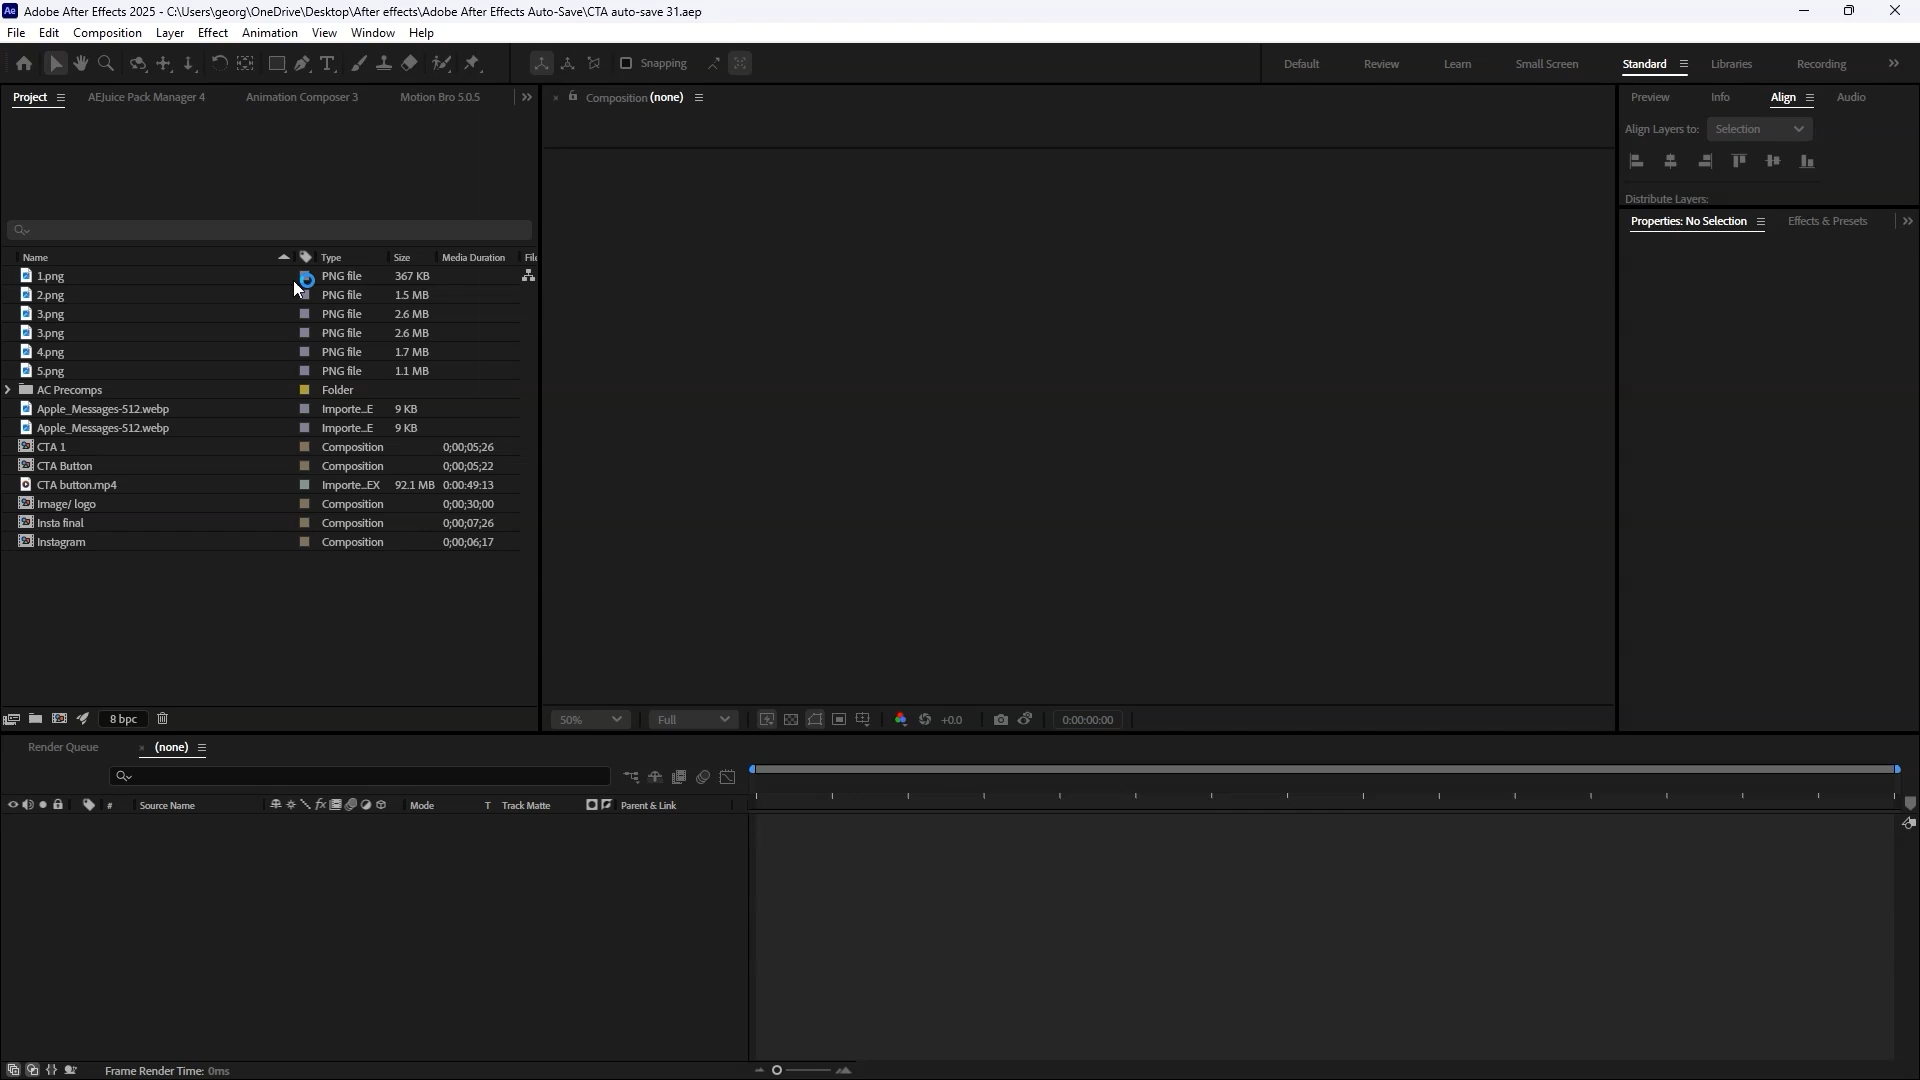 Adobe After Effects 2025 - C:\Users\georg\OneDrive\Desktop\After effects\Adobe After Effects Auto-Save\CTA auto-save 31.aep
File Edit Composition Layer Effect Animation View Window Help
Snapping Default Review Learn Small Screen Standard Libraries Recording
Project AEJuice Pack Manager 4 Animation Composer 3 Motion Bro 5.0.5 Composition (none) Preview Info Align Audio
Align Layers to: Selection
Distribute Layers:
Properties: No Selection Effects & Presets
Name Type Size Media Duration
1.png PNG file 367 KB
2.png PNG file 1.5 MB
3.png PNG file 2.6 MB
3.png PNG file 2.6 MB
4.png PNG file 1.7 MB
5.png PNG file 1.1 MB
AC Precomps Folder
Apple_Messages-512.webp Importe...E 9 KB
Apple_Messages-512.webp Importe...E 9 KB
CTA 1 Composition 0;00;05;26
CTA Button Composition 0;00;05;22
CTA button.mp4 Importe...EX 92.1 MB 0:00:49:13
Image/ logo Composition 0;00;30;00
Insta final Composition 0;00;07;26
Instagram Composition 0;00;06;17
8 bpc 50% Full +0.0 0:00:00:00
Render Queue (none)
# Source Name Mode T Track Matte Parent & Link
Frame Render Time: 0ms